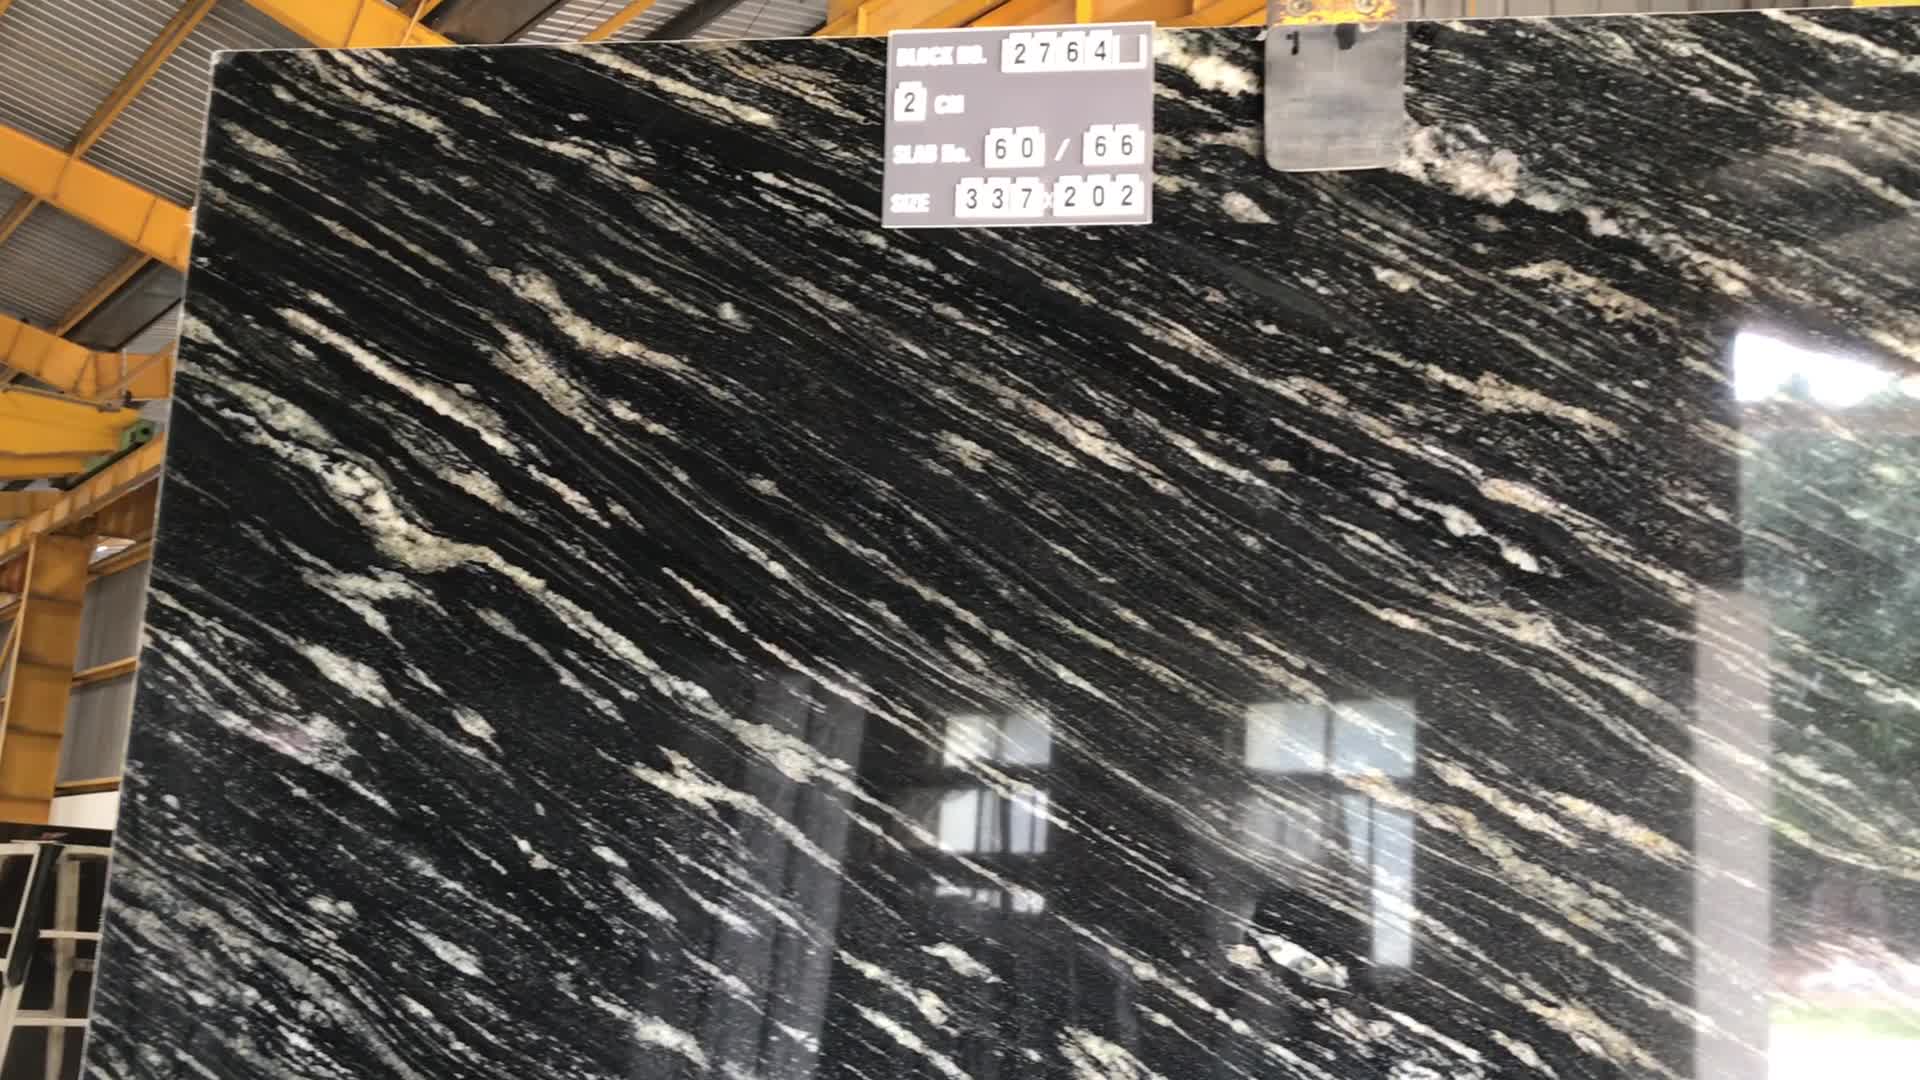 BLOCK NO. 2764
2 CM
SLAB No. 60 / 66
SIZE 337 x 202